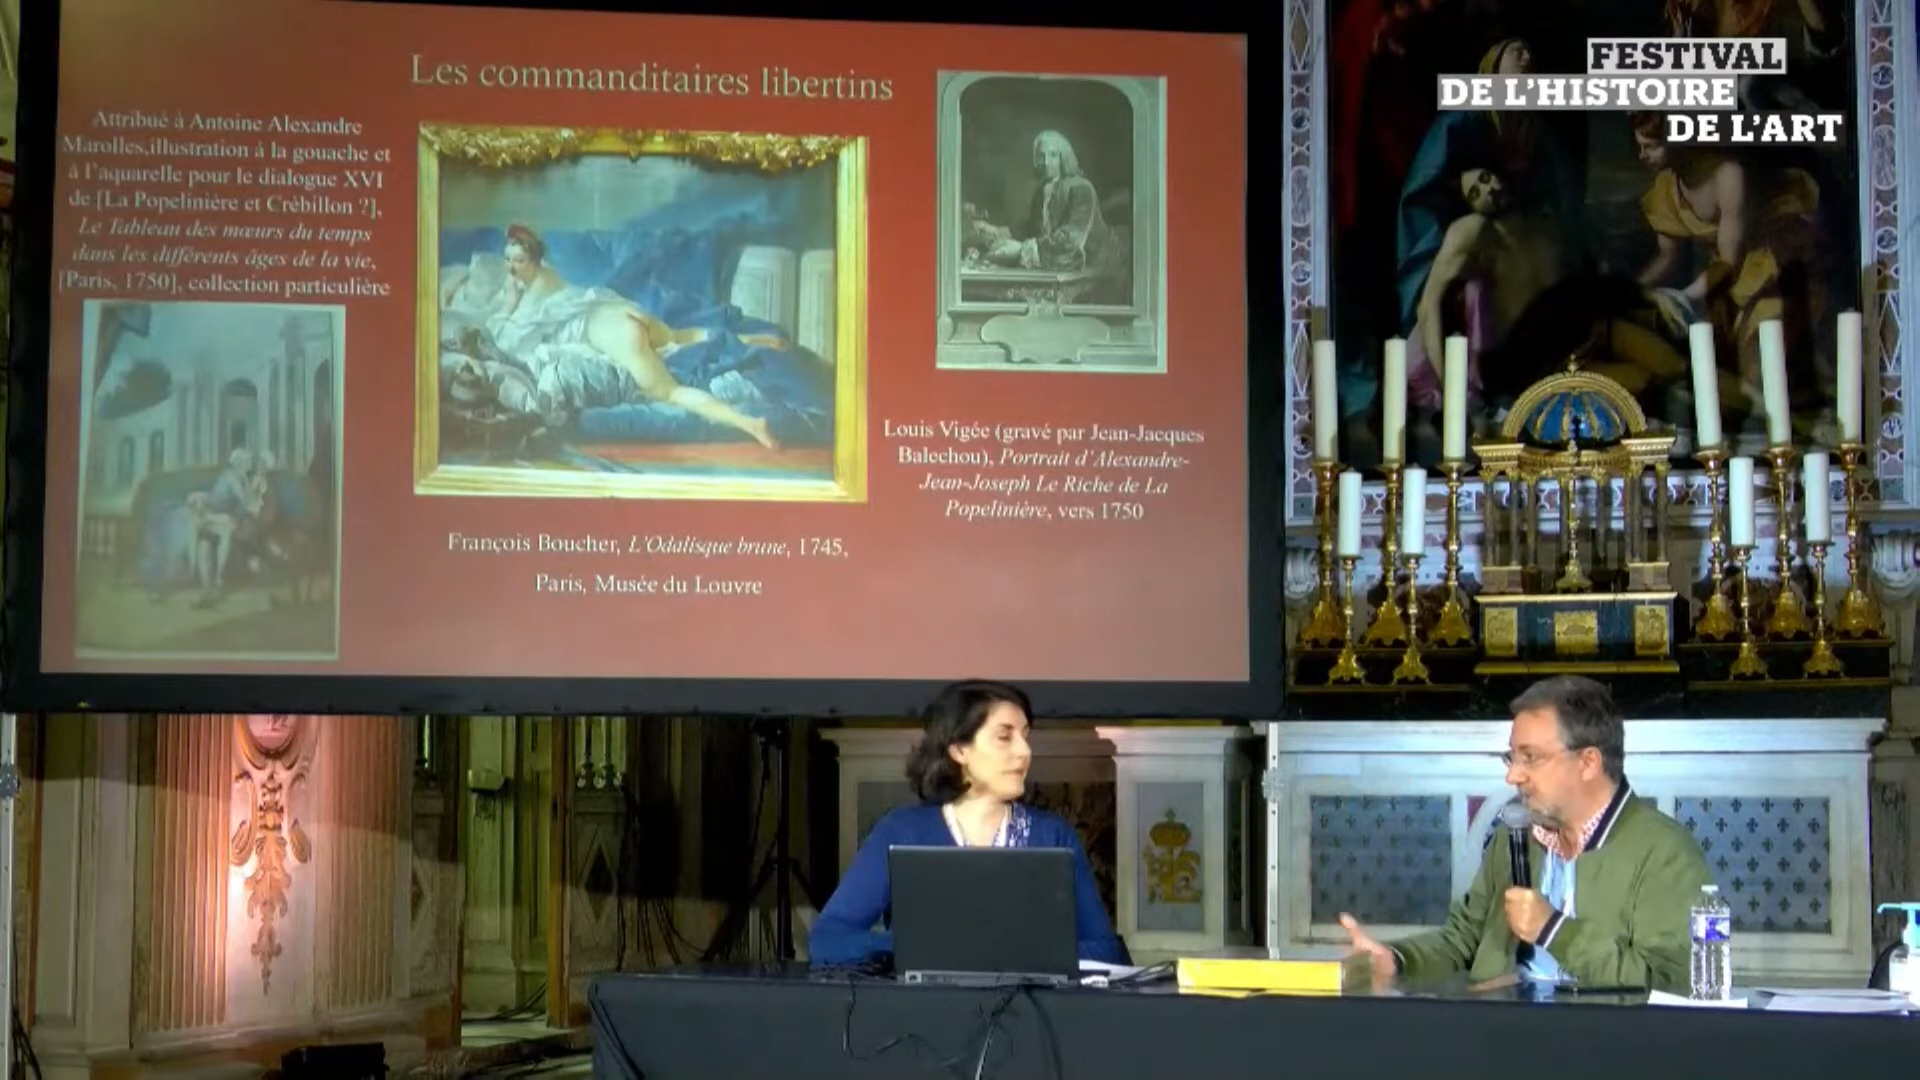 FESTIVAL
DE L'HISTOIRE
DE L'ART
Les commanditaires libertins
Attribué à Antoine Alexandre
Marolles,illustration à la gouache et
à l'aquarelle pour le dialogue XVI
de [La Popelinière et Crébillon ?],
Le Tableau des mœurs du temps
dans les différents âges de la vie,
[Paris, 1750], collection particulière
François Boucher, L'Odalisque brune, 1745,
Paris, Musée du Louvre
Louis Vigée (gravé par Jean-Jacques
Balechou), Portrait d'Alexandre-
Jean-Joseph Le Riche de La
Popelinière, vers 1750